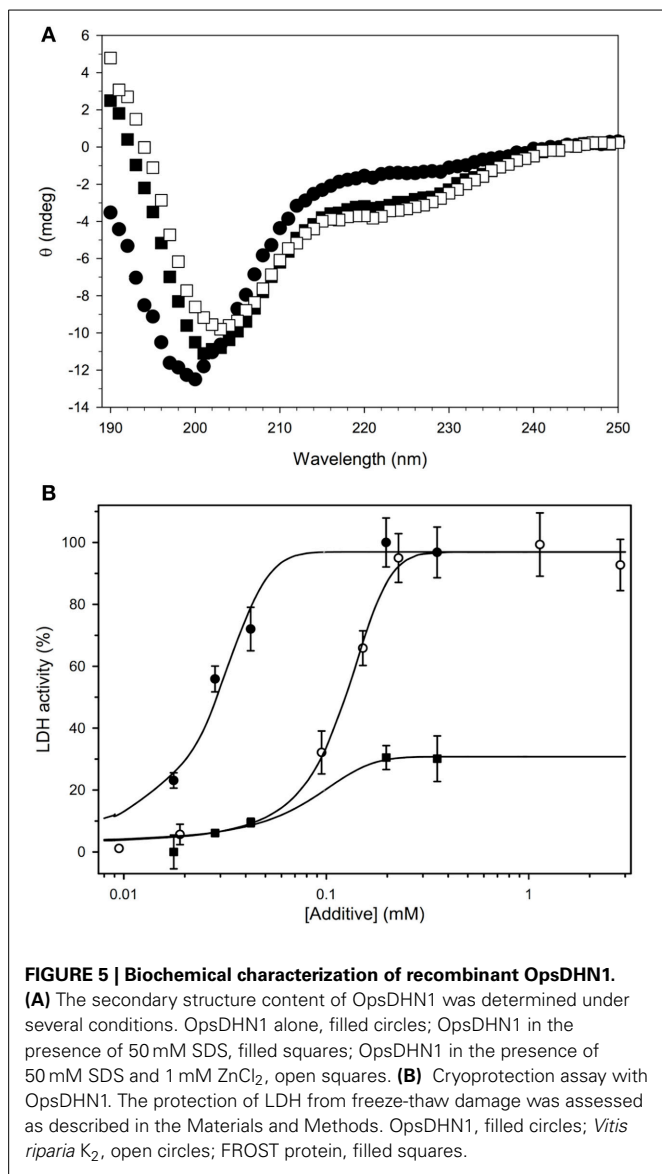 A
6
4
2
0
-2
-4
-6
-8
-10
-12
-14
θ (mdeg)
190 200 210 220 230 240 250
Wavelength (nm)
B
100
80
60
40
20
0
LDH activity (%)
0.01 0.1 1
[Additive] (mM)
FIGURE 5 | Biochemical characterization of recombinant OpsDHN1.
(A) The secondary structure content of OpsDHN1 was determined under
several conditions. OpsDHN1 alone, filled circles; OpsDHN1 in the
presence of 50 mM SDS, filled squares; OpsDHN1 in the presence of
50 mM SDS and 1 mM ZnCl₂, open squares. (B) Cryoprotection assay with
OpsDHN1. The protection of LDH from freeze-thaw damage was assessed
as described in the Materials and Methods. OpsDHN1, filled circles; Vitis
riparia K₂, open circles; FROST protein, filled squares.